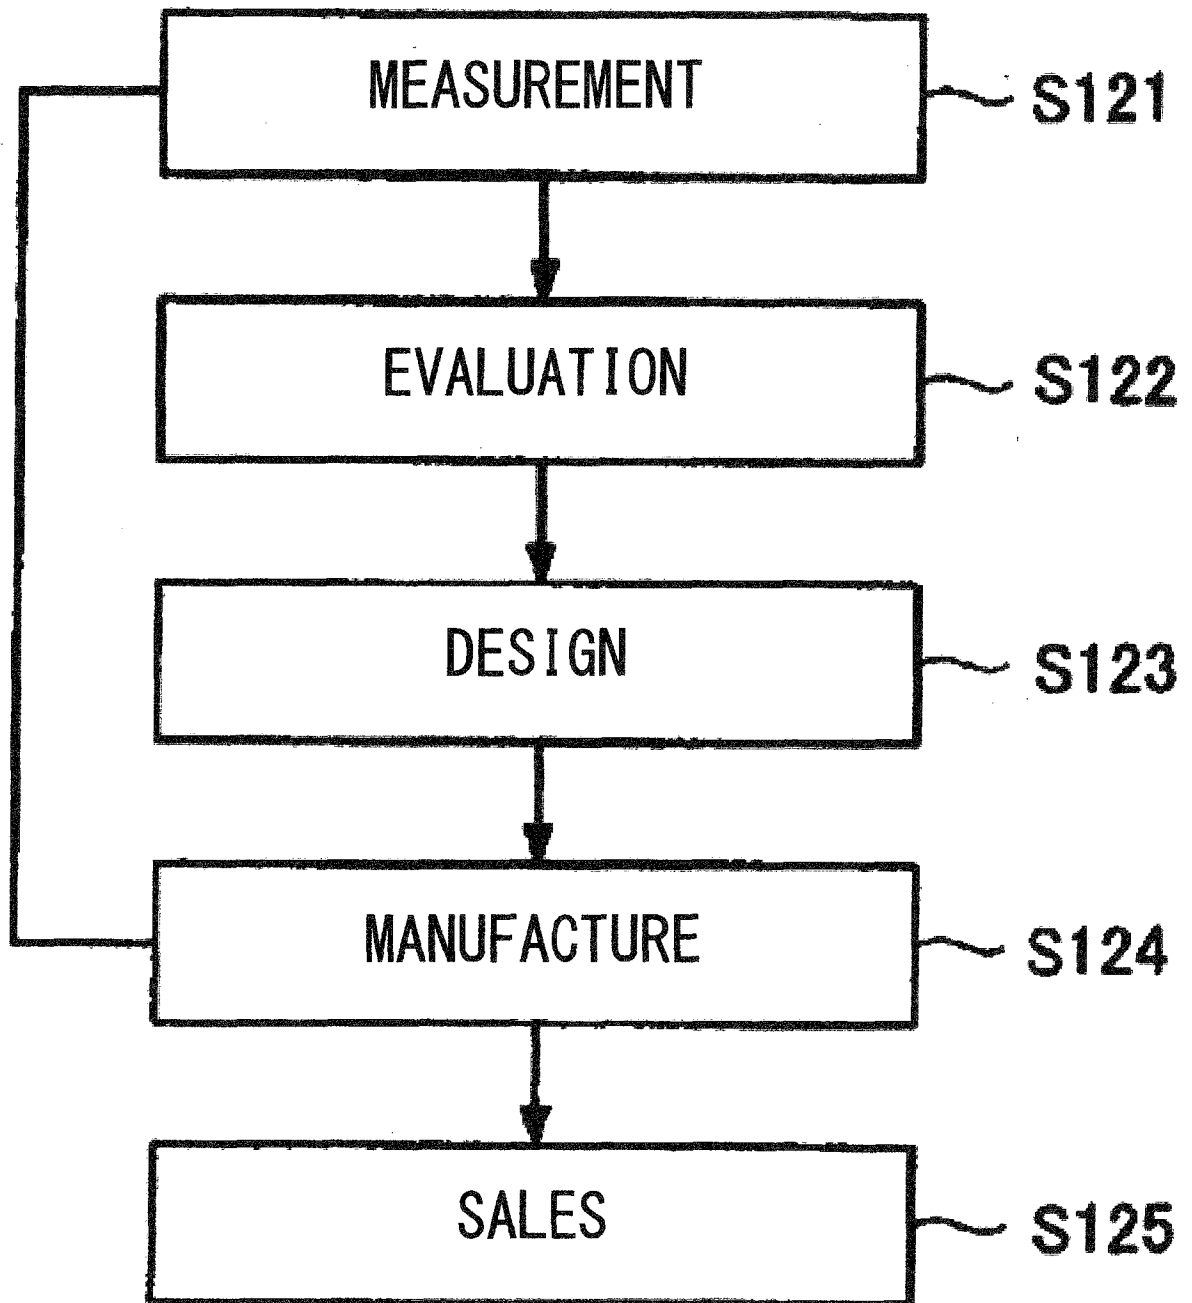 MEASUREMENT S121
EVALUATION S122
DESIGN S123
MANUFACTURE S124
SALES S125